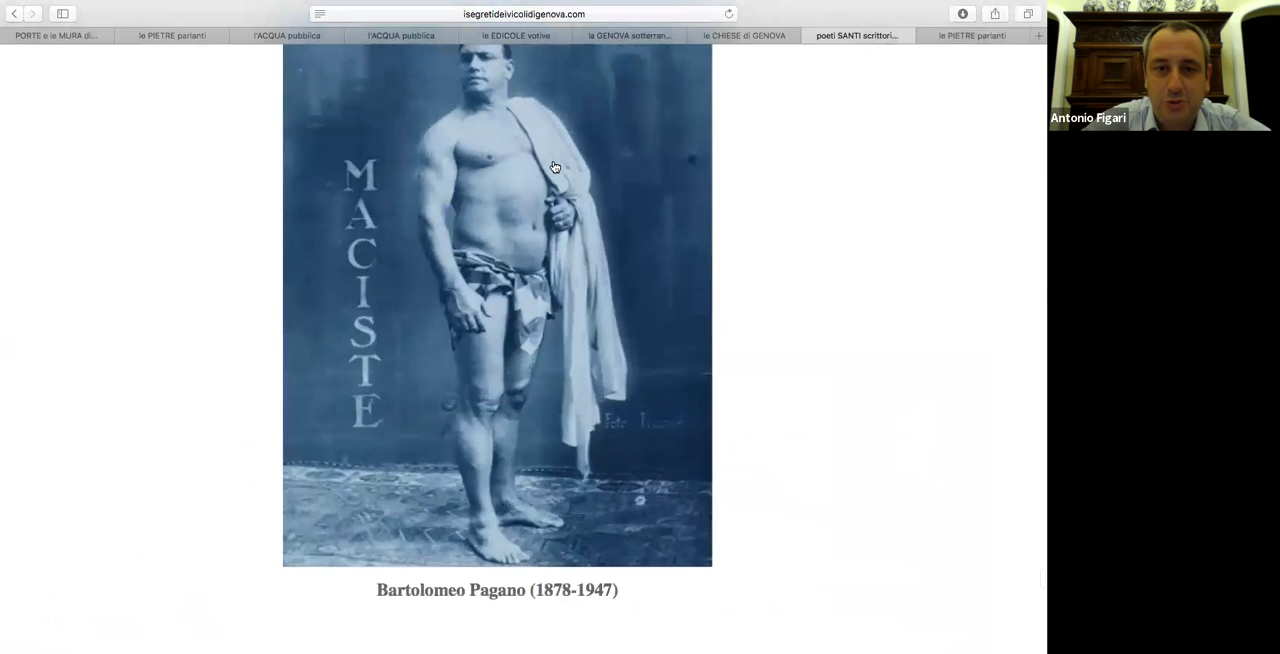 isegretideivicolidigenova.com
PORTE e le MURA di...
le PIETRE parlanti
l'ACQUA pubblica
l'ACQUA pubblica
le EDICOLE votive
la GENOVA sotterran...
le CHIESE di GENOVA
poeti SANTI scrittori...
le PIETRE parlanti
Antonio Figari
MACISTE
Bartolomeo Pagano (1878-1947)